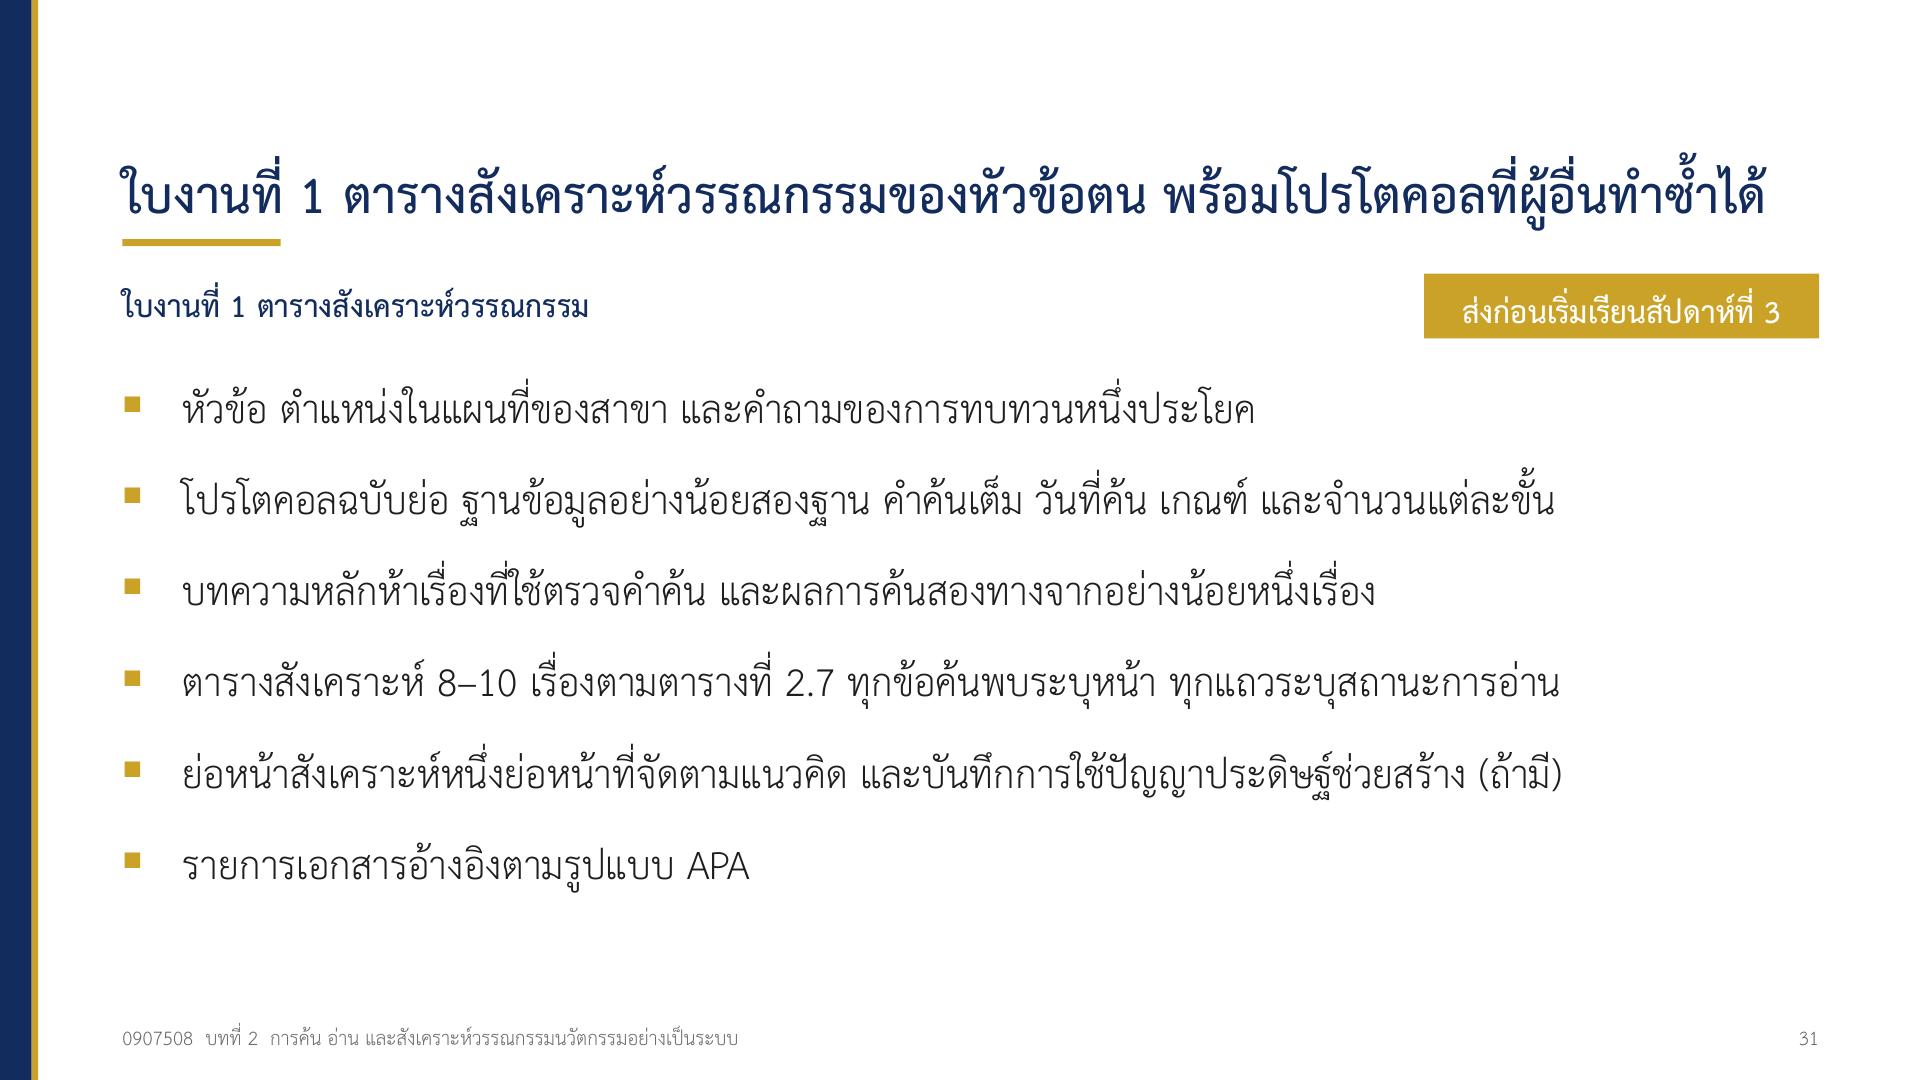 ใบงานที่ 1 ตารางสังเคราะห์วรรณกรรมของหัวข้อตน พร้อมโปรโตคอลที่ผู้อื่นทำซ้ำได้
ใบงานที่ 1 ตารางสังเคราะห์วรรณกรรม
ส่งก่อนเริ่มเรียนสัปดาห์ที่ 3
หัวข้อ ตำแหน่งในแผนที่ของสาขา และคำถามของการทบทวนหนึ่งประโยค
โปรโตคอลฉบับย่อ ฐานข้อมูลอย่างน้อยสองฐาน คำค้นเต็ม วันที่ค้น เกณฑ์ และจำนวนแต่ละขั้น
บทความหลักห้าเรื่องที่ใช้ตรวจคำค้น และผลการค้นสองทางจากอย่างน้อยหนึ่งเรื่อง
ตารางสังเคราะห์ 8–10 เรื่องตามตารางที่ 2.7 ทุกข้อค้นพบระบุหน้า ทุกแถวระบุสถานะการอ่าน
ย่อหน้าสังเคราะห์หนึ่งย่อหน้าที่จัดตามแนวคิด และบันทึกการใช้ปัญญาประดิษฐ์ช่วยสร้าง (ถ้ามี)
รายการเอกสารอ้างอิงตามรูปแบบ APA
0907508 บทที่ 2 การค้น อ่าน และสังเคราะห์วรรณกรรมนวัตกรรมอย่างเป็นระบบ
31